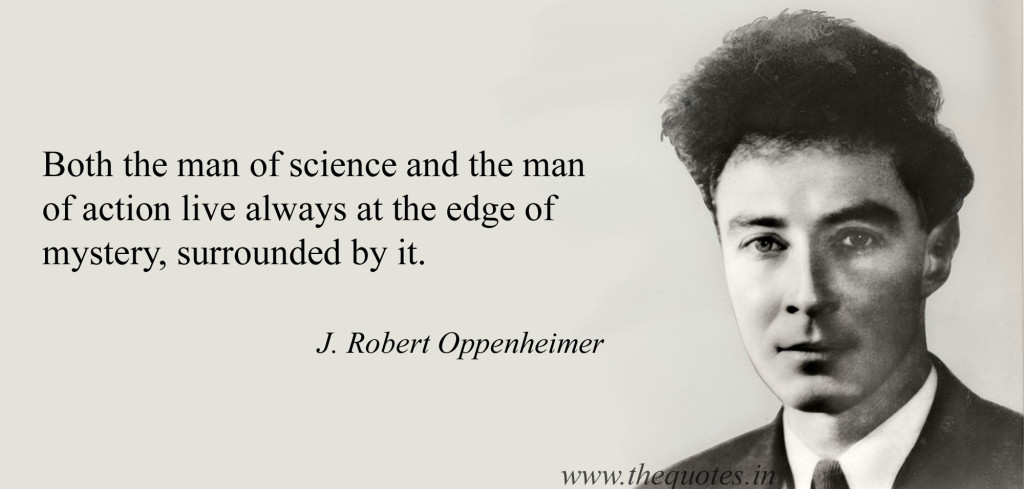 Both the man of science and the man
of action live always at the edge of
mystery, surrounded by it.
J. Robert Oppenheimer
www.thequotes.in